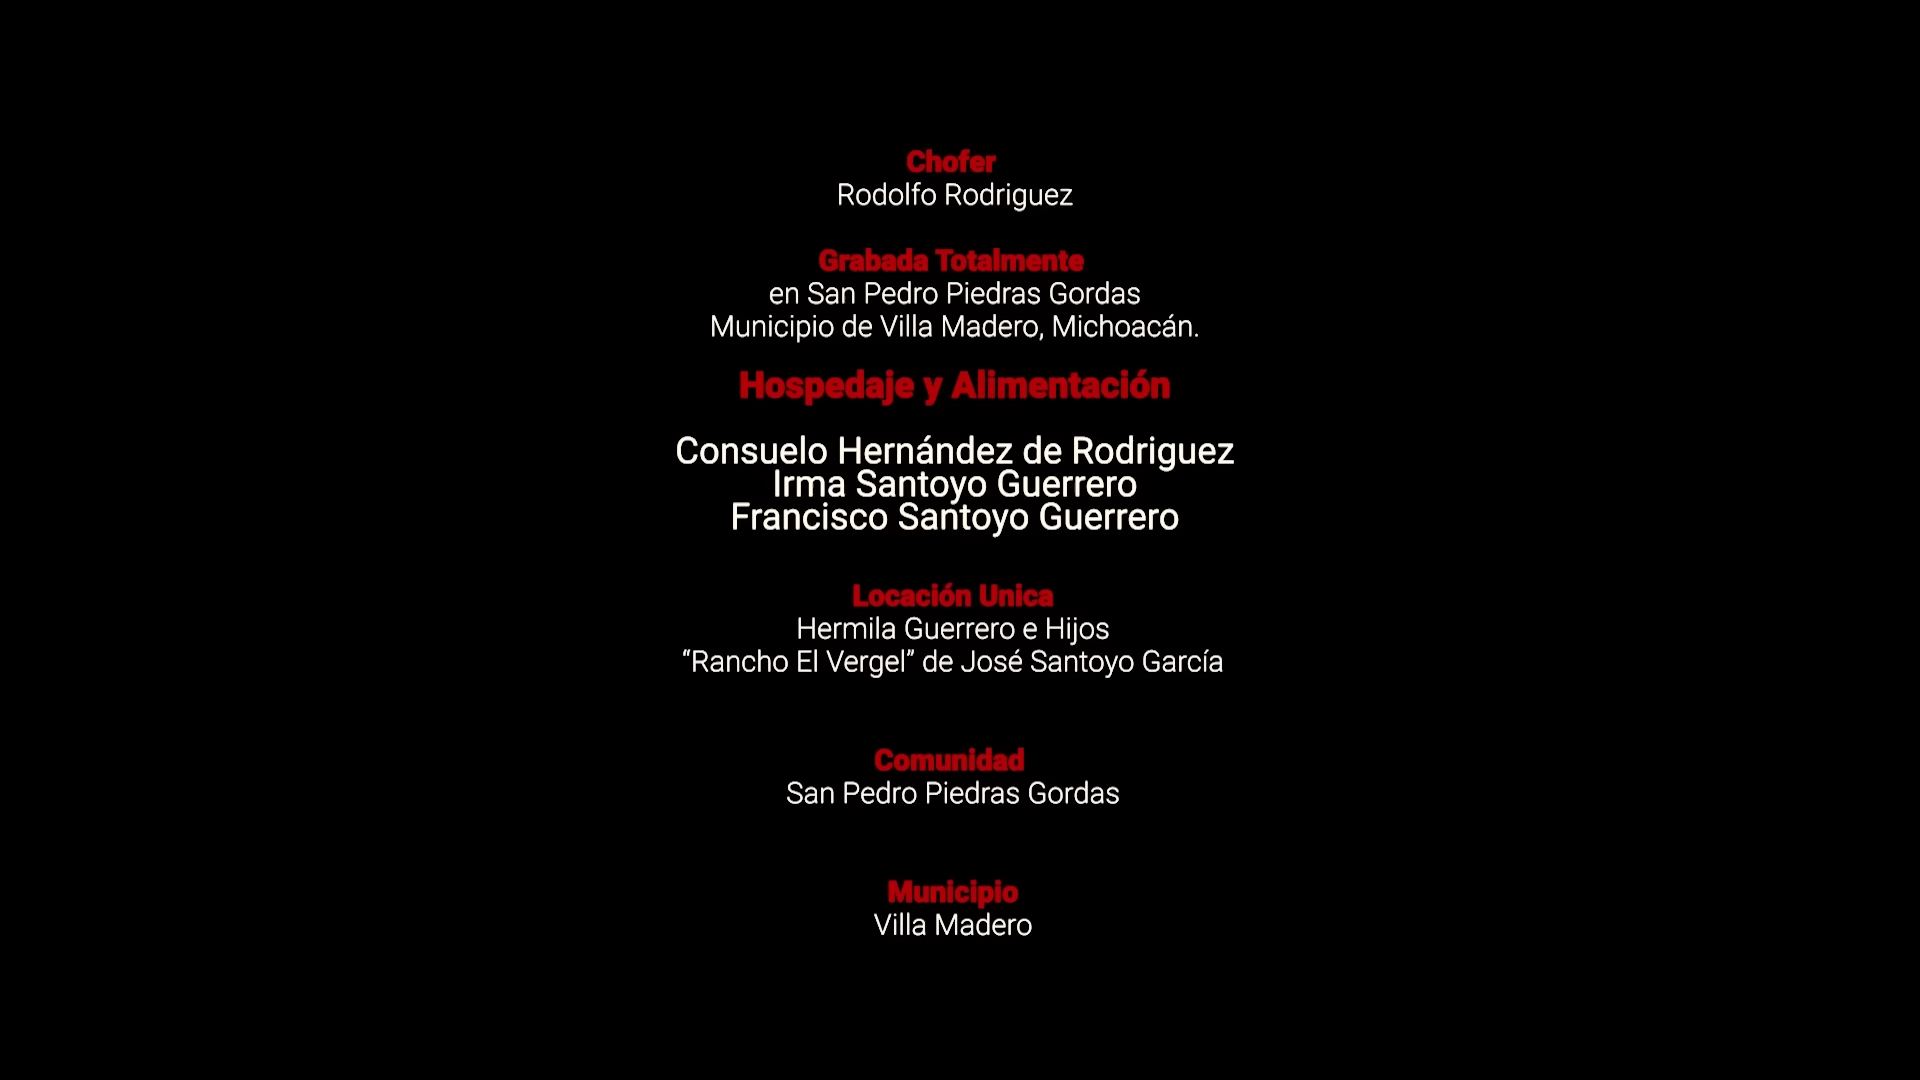 Chofer
Rodolfo Rodriguez
Grabada Totalmente
en San Pedro Piedras Gordas
Municipio de Villa Madero, Michoacán.
Hospedaje y Alimentación
Consuelo Hernández de Rodriguez
Irma Santoyo Guerrero
Francisco Santoyo Guerrero
Locación Unica
Hermila Guerrero e Hijos
“Rancho El Vergel” de José Santoyo García
Comunidad
San Pedro Piedras Gordas
Municipio
Villa Madero